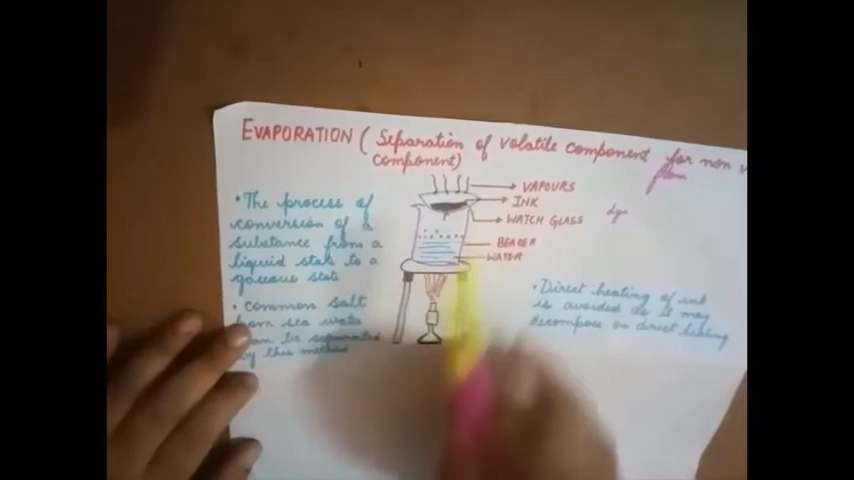 EVAPORATION ( Separation of volatile component for non v
component)
from
VAPOURS
INK
WATCH GLASS
dye
BEAKER
WATER
• The process of
conversion of a
substance from a
liquid state to a
gaseous state
• Common salt
from sea water
can be separated
by this method
• Direct heating of ink
is avoided as it may
decompose on direct heating